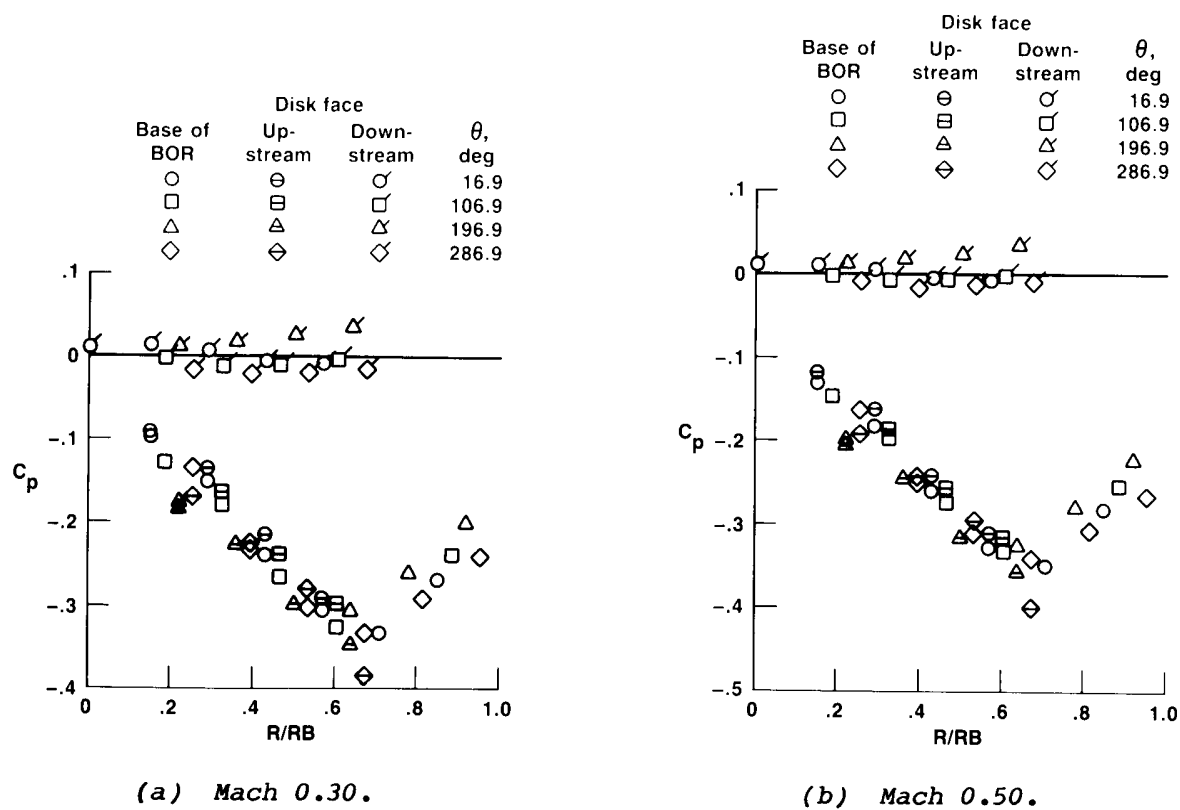 Disk face
Base of BOR Up-stream Down-stream θ, deg
16.9
106.9
196.9
286.9
.1
0
-.1
Cp -.2
-.3
-.4
0 .2 .4 .6 .8 1.0
R/RB
(a) Mach 0.30.
Disk face
Base of BOR Up-stream Down-stream θ, deg
16.9
106.9
196.9
286.9
.1
0
-.1
Cp -.2
-.3
-.4
-.5
0 .2 .4 .6 .8 1.0
R/RB
(b) Mach 0.50.